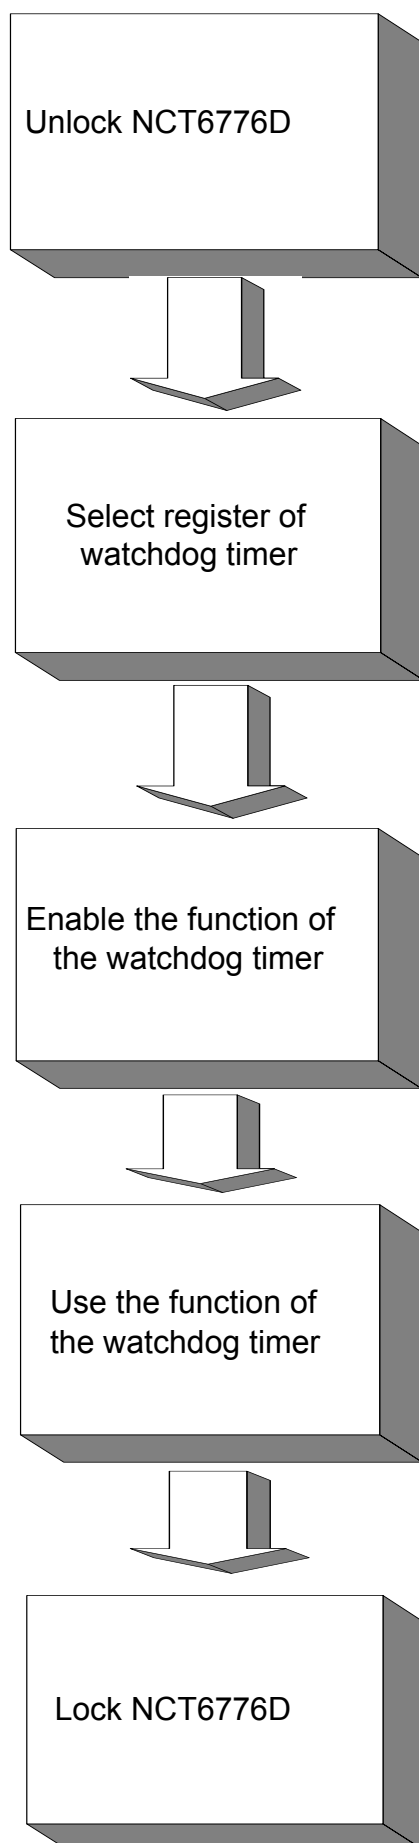 Unlock NCT6776D
Select register of
watchdog timer
Enable the function of
the watchdog timer
Use the function of
the watchdog timer
Lock NCT6776D